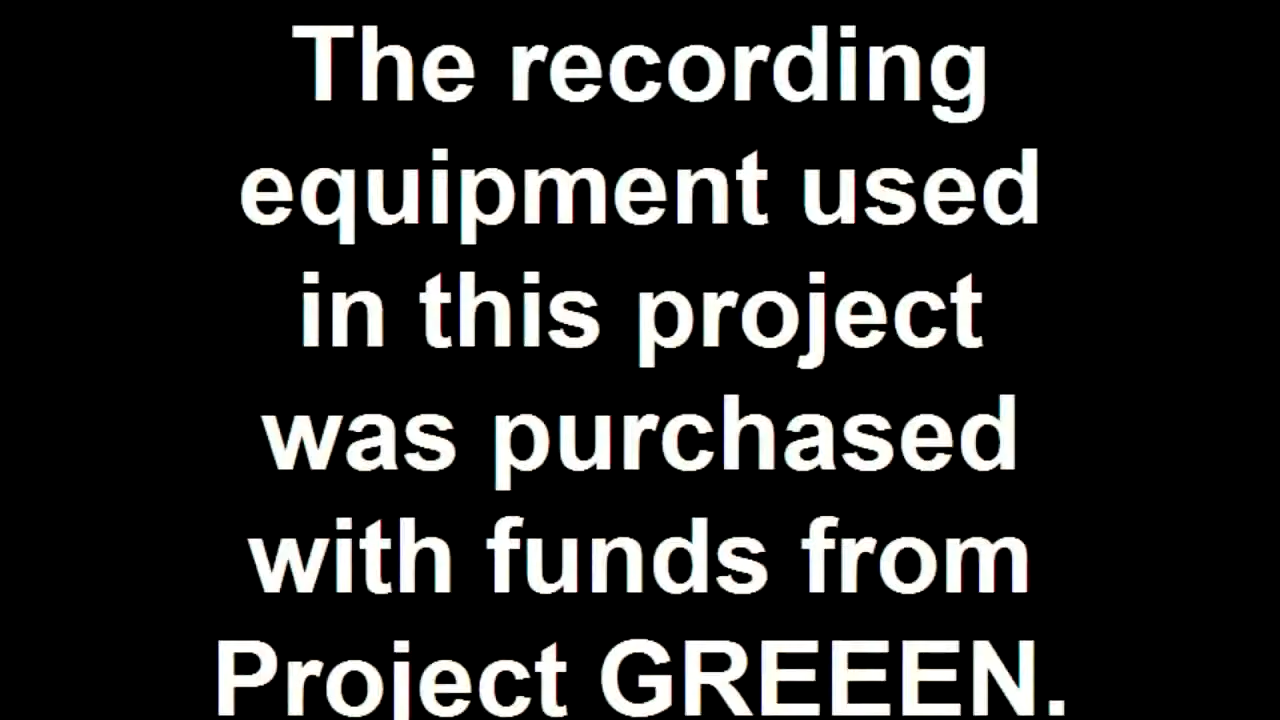 The recording
equipment used
in this project
was purchased
with funds from
Project GREEEN.